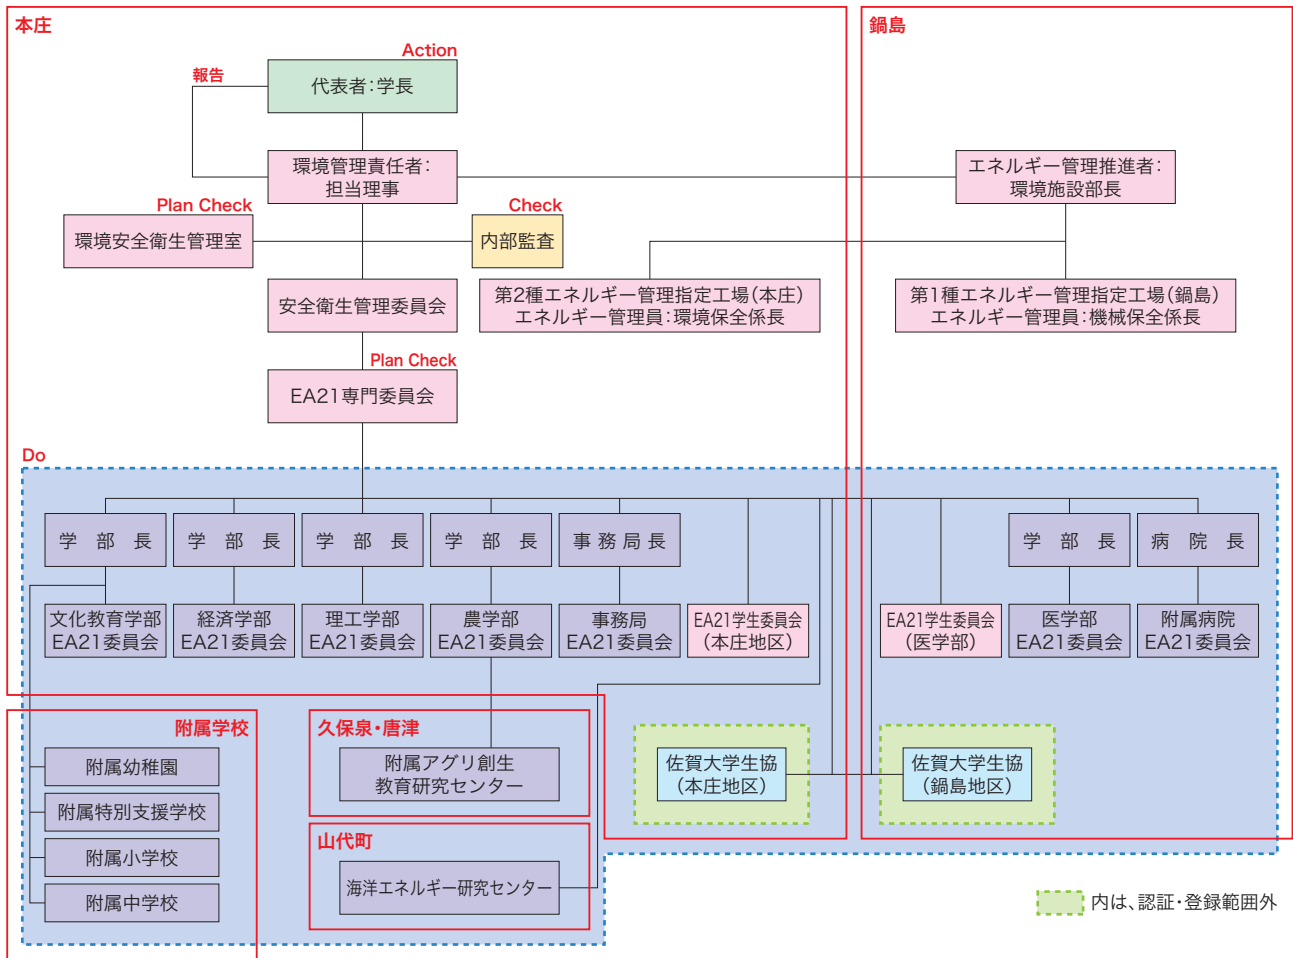 本庄
鍋島
Action
報告
代表者:学長
環境管理責任者:
担当理事
エネルギー管理推進者:
環境施設部長
Plan Check
環境安全衛生管理室
Check
内部監査
安全衛生管理委員会
第2種エネルギー管理指定工場(本庄)
エネルギー管理員:環境保全係長
第1種エネルギー管理指定工場(鍋島)
エネルギー管理員:機械保全係長
Plan Check
EA21専門委員会
Do
学部長
学部長
学部長
学部長
事務局長
学部長
病院長
文化教育学部
EA21委員会
経済学部
EA21委員会
理工学部
EA21委員会
農学部
EA21委員会
事務局
EA21委員会
EA21学生委員会
(本庄地区)
EA21学生委員会
(医学部)
医学部
EA21委員会
附属病院
EA21委員会
附属学校
附属幼稚園
附属特別支援学校
附属小学校
附属中学校
久保泉・唐津
附属アグリ創生
教育研究センター
山代町
海洋エネルギー研究センター
佐賀大学生協
(本庄地区)
佐賀大学生協
(鍋島地区)
内は、認証・登録範囲外